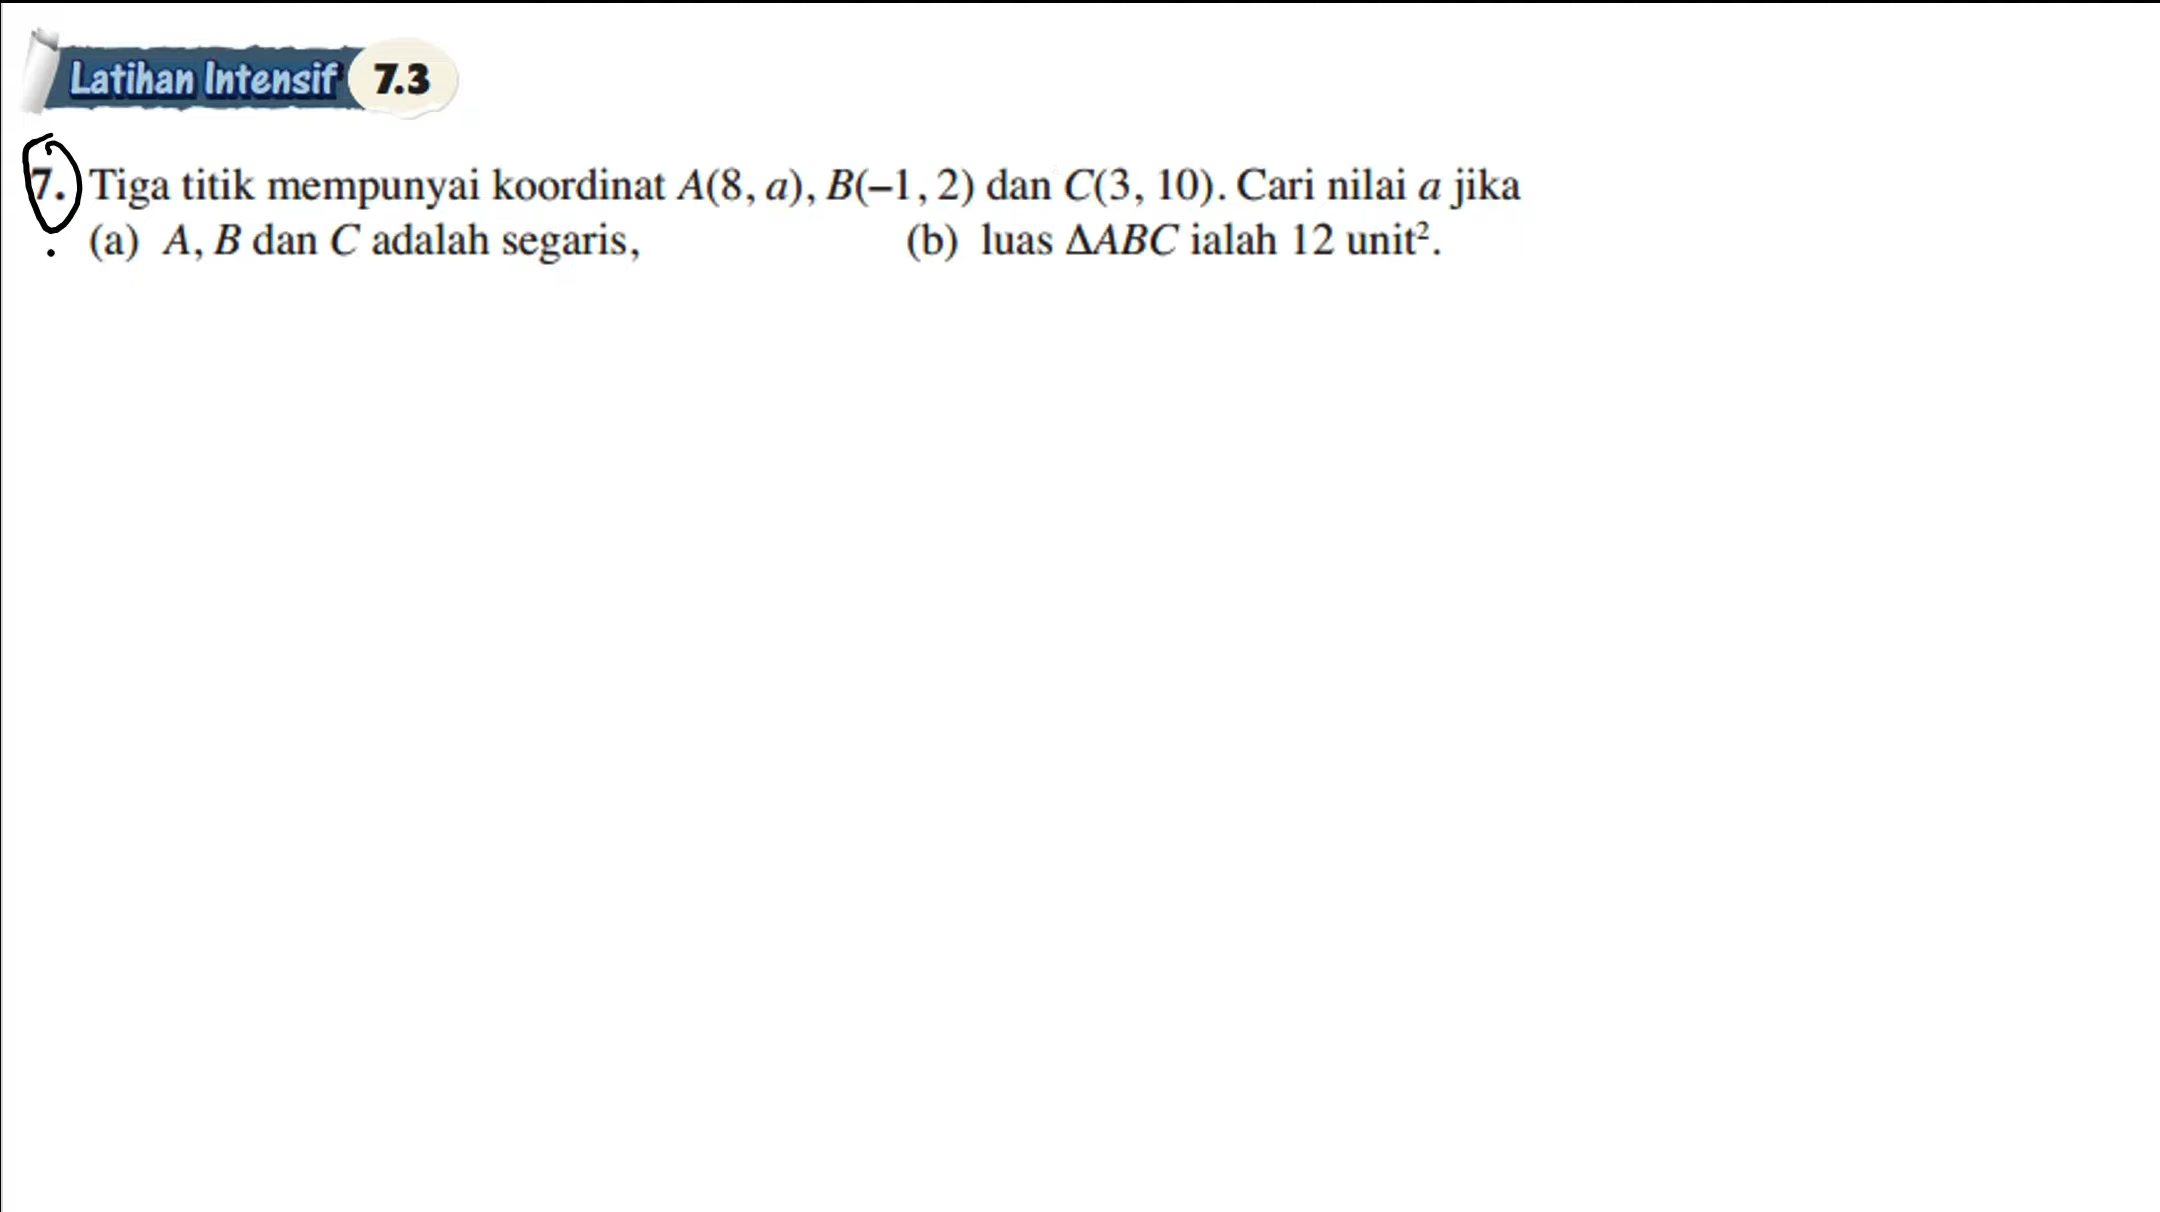 Latihan Intensif 7.3
7. Tiga titik mempunyai koordinat A(8, a), B(−1, 2) dan C(3, 10). Cari nilai a jika
(a) A, B dan C adalah segaris, (b) luas ΔABC ialah 12 unit².